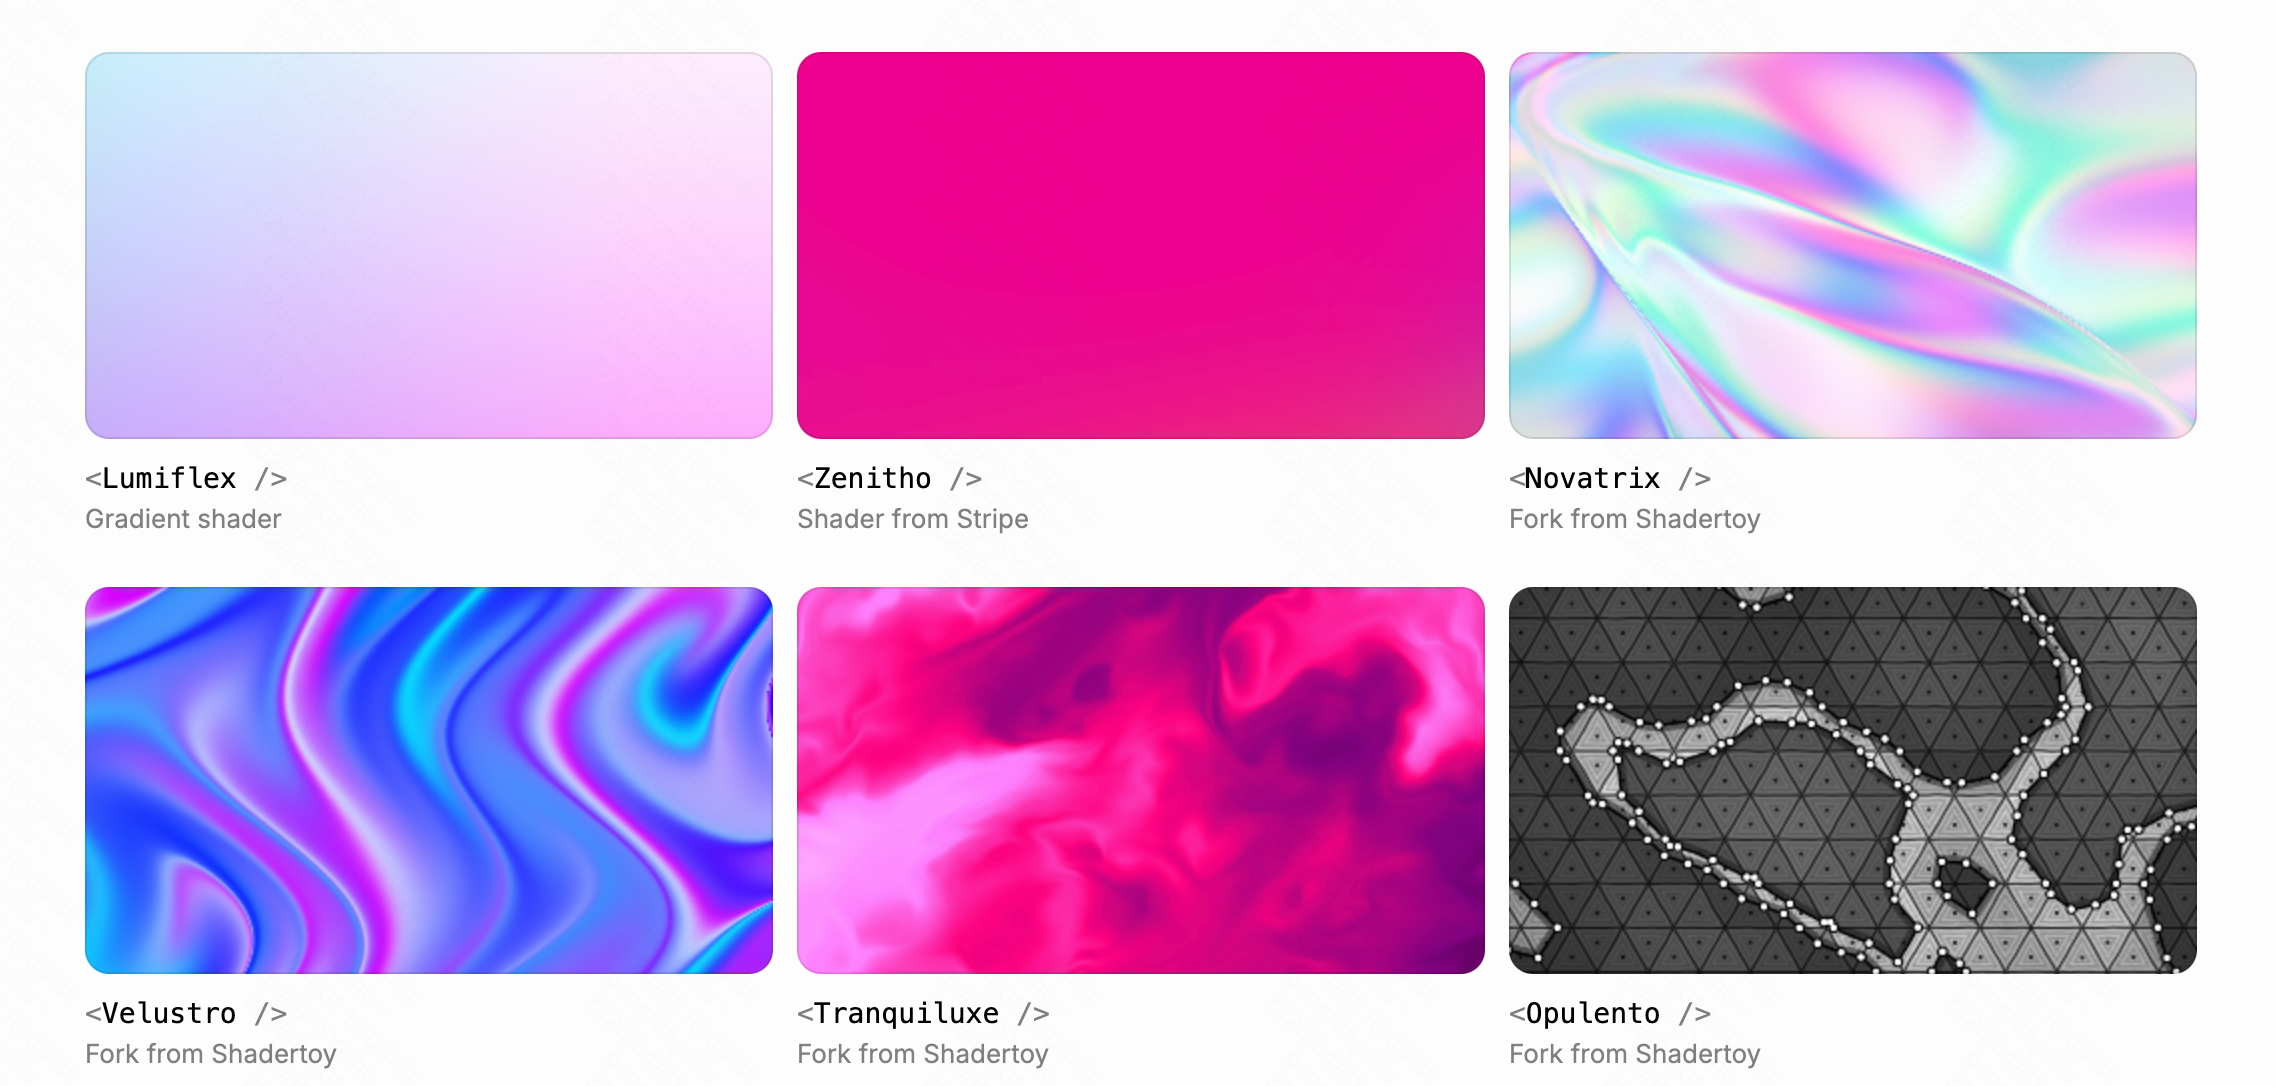 <Lumiflex />
Gradient shader
<Zenitho />
Shader from Stripe
<Novatrix />
Fork from Shadertoy
<Velustro />
Fork from Shadertoy
<Tranquiluxe />
Fork from Shadertoy
<Opulento />
Fork from Shadertoy